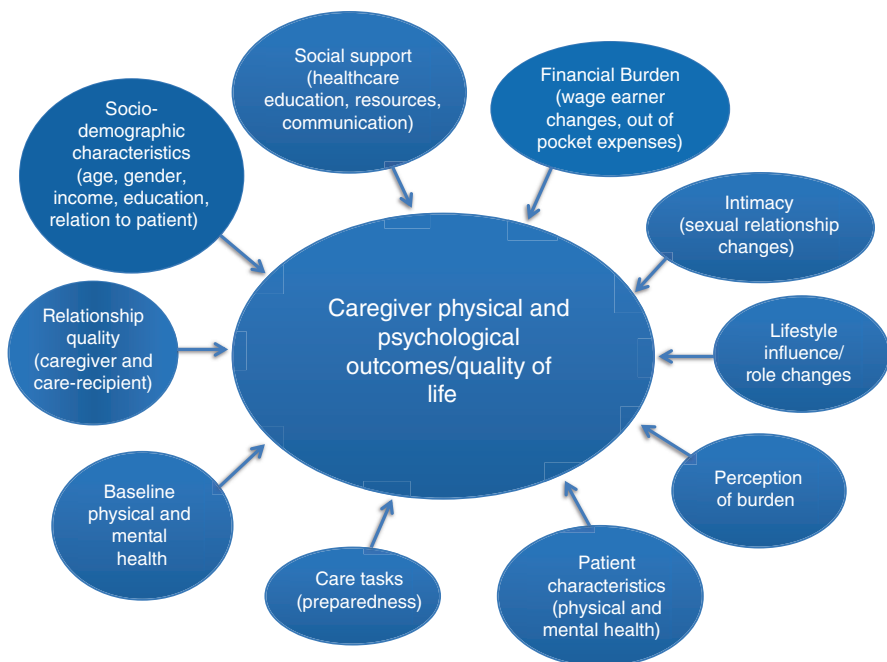 Social support
(healthcare
education, resources,
communication)
Financial Burden
(wage earner
changes, out of
pocket expenses)
Socio-
demographic
characteristics
(age, gender,
income, education,
relation to patient)
Intimacy
(sexual relationship
changes)
Relationship
quality
(caregiver and
care-recipient)
Caregiver physical and
psychological
outcomes/quality of
life
Lifestyle
influence/
role changes
Baseline
physical and
mental
health
Perception
of burden
Care tasks
(preparedness)
Patient
characteristics
(physical and
mental health)